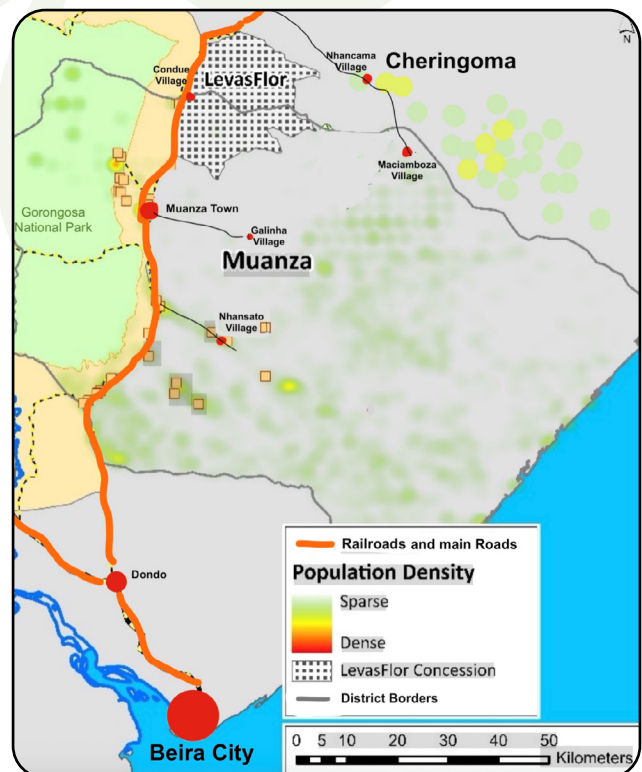 N
Nhancama
Village
Cheringoma
Condue
Village
LevasFlor
Maciamboza
Village
Gorongosa
National Park
Muanza Town
Galinha
Village
Muanza
Nhansato
Village
Railroads and main Roads
Population Density
Sparse
Dense
LevasFlor Concession
District Borders
Dondo
Beira City
0 5 10 20 30 40 50
Kilometers